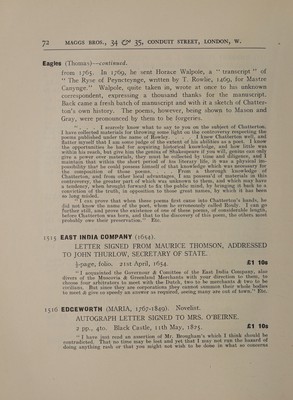 72 MAGGS BROS., 34 & 35, CONDUIT STREET, LONDON, W.
Eagles (Thomas)—continued.
from 1765. In 1769, he sent Horace Walpole, a “ transcript ” of
“ The Ryse of Peyncteynge, written by T. Rowlie, 1469, for Mastre
Canynge.” Walpole, quite taken in, wrote at once to his unknown
correspondent, expressing a thousand thanks for the manuscript.
Back came a fresh batch of manuscript and with it a sketch of Chatter-
ton's own history. The poems, however, being shown to Mason and
Gray, were pronounced by them to be forgeries.
“ . . . I scarcely know what to say to you on the subject of Chatterton.
I have collected materials for throwing some light on the controversy respecting the
poems published under the name of Rowley. . . . I knew Chatterton well, and
flatter myself that I am some judge of the extent of his abilities as a poet. I know
the opportunities he had for acquiring historical knowledge, and how little was
within his reach, but give him the genius of Shakespeare if you will, genius can only
give a power over materials, they must be collected by time and diligence, and I
maintain that within the short period of ten literary life, it was a physical im-
possibility that he could possess himself of that knowledge which was necessary for
the composition of those poems. . . . From a thorough knowledge of
Chatterton, and from other local advantages, I am possess'd of materials in this
controversy, the greater part of which is unknown to them, and which may have
a tendency, when brought forward to fix the public mind, by bringing it back to a
conviction of the truth, in opposition to those great names, by which it has been
so long misled.
“ I can prove that when these poems first came into Chatterton's hands, he
did not know the name of the poet, whom he erroneously called Rouly. I can go
further still, and prove the existence of one of these poems, of considerable length,
before Chatterton was born, and that to the discovery of this poem, the others most
probably owe their preservation.” Etc.
1515 EAST INDIA COMPANY (1654).
LETTER SIGNED FROM MAURICE THOMSON, ADDRESSED
TO JOHN THURLOW, SECRETARY OF STATE.
½-page, folio. 21st April, 1654. £1 10s
“ I acquainted the Governour & Comittee of the East India Company, also
divers of the Muscovia & Greenland Merchants with your direction to them, to
choose four arbitrators to meet with the Dutch, two to be merchants & two to be
civilians. But since they are corporations they cannot convence their whole bodies
to meet & give so speedy an answer as required, seeing many are out of town.” Etc.
1516 EDGEWORTH (MARIA, 1767-1849). Novelist.
AUTOGRAPH LETTER SIGNED TO MRS. O'BEIRNE.
2 pp., 4to. Black Castle, 11th May, 1825. £1 10s
“ I have just read an assertion of Mr. Brougham's which I think should be
contradicted. That no time may be lost and yet that I may not run the hazard of
doing anything rash or that you might not wish to be done in what so concerns